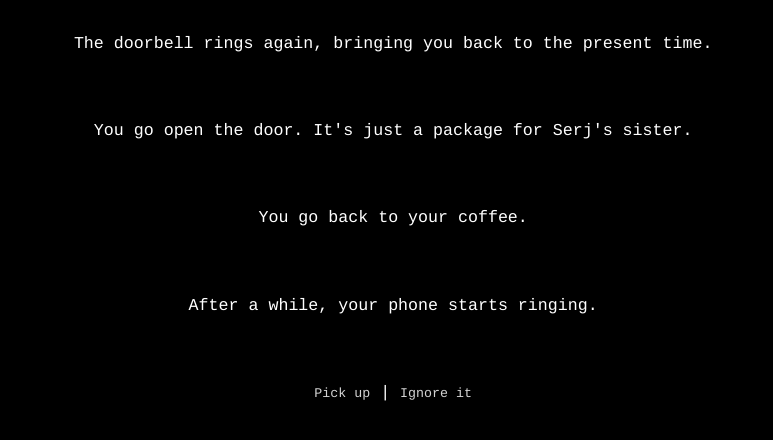 The doorbell rings again, bringing you back to the present time.
You go open the door. It's just a package for Serj's sister.
You go back to your coffee.
After a while, your phone starts ringing.
Pick up | Ignore it